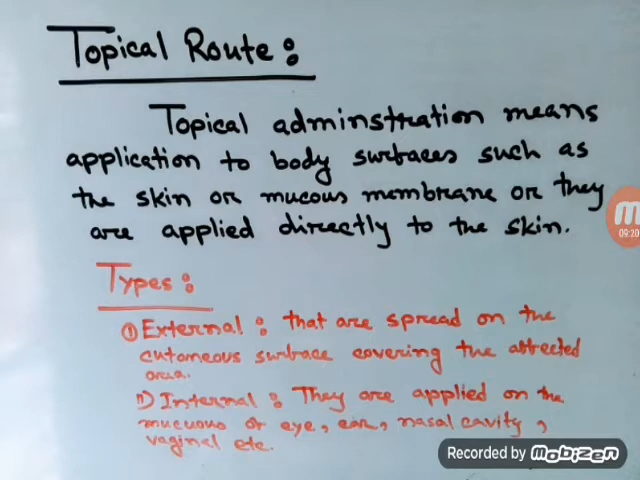 Topical Route:
Topical adminstration means
application to body surfaces such as
the skin or mucous membrane or they
are applied directly to the skin.
Types:
① External : that are spread on the
cutaneous surface covering the affected
area.
II) Internal : They are applied on the
mucuous of eye, ear, nasal cavity,
vaginal etc.
09:20
Recorded by Mobizen